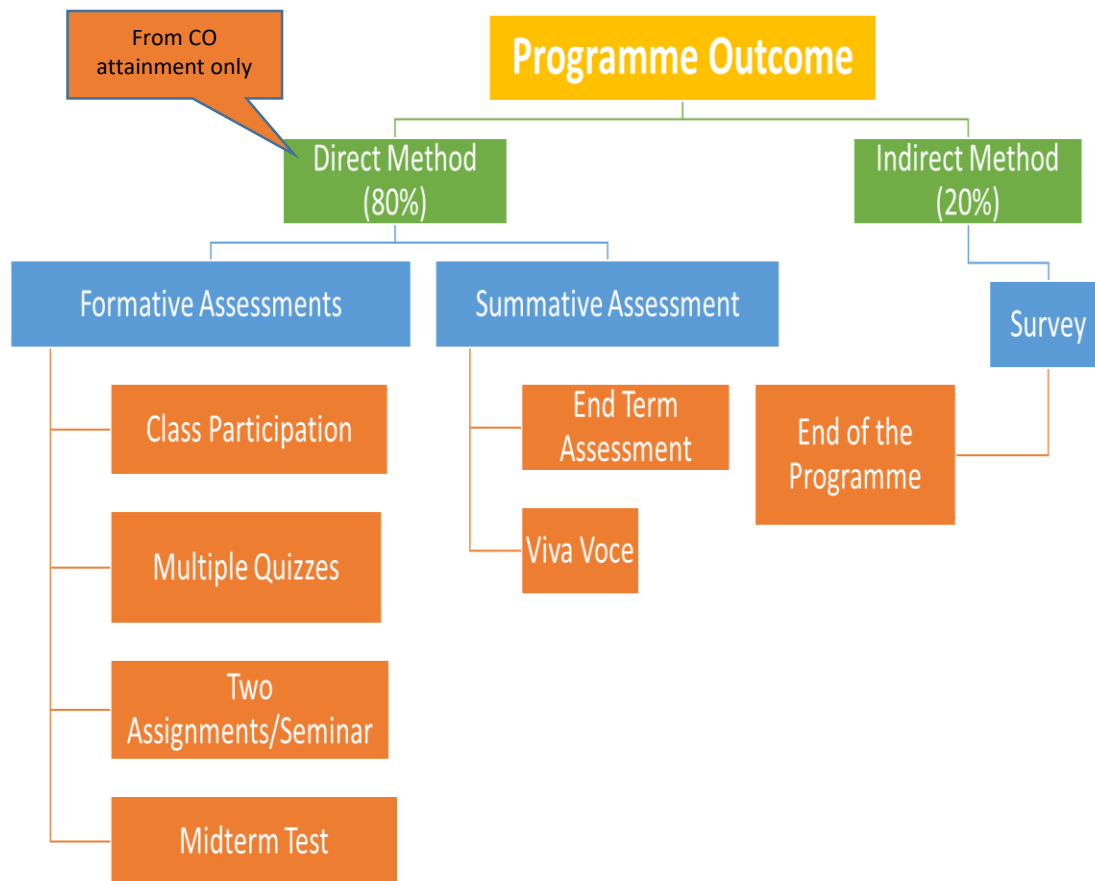 From CO
attainment only
Programme Outcome
Direct Method
(80%)
Indirect Method
(20%)
Formative Assessments
Summative Assessment
Survey
Class Participation
End Term
Assessment
End of the
Programme
Multiple Quizzes
Viva Voce
Two
Assignments/Seminar
Midterm Test